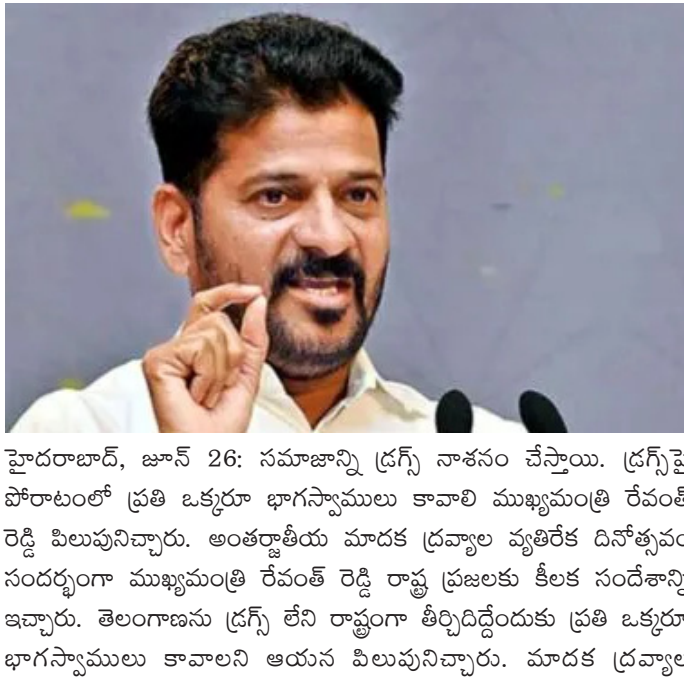 హైదరాబాద్, జూన్ 26: సమాజాన్ని డ్రగ్స్ నాశనం చేస్తాయి. డ్రగ్స్‌పై
పోరాటంలో ప్రతి ఒక్కరూ భాగస్వాములు కావాలి ముఖ్యమంత్రి రేవంత్
రెడ్డి పిలుపునిచ్చారు. అంతర్జాతీయ మాదక ద్రవ్యాల వ్యతిరేక దినోత్సవం
సందర్భంగా ముఖ్యమంత్రి రేవంత్ రెడ్డి రాష్ట్ర ప్రజలకు కీలక సందేశాన్ని
ఇచ్చారు. తెలంగాణను డ్రగ్స్ లేని రాష్ట్రంగా తీర్చిదిద్దేందుకు ప్రతి ఒక్కరూ
భాగస్వాములు కావాలని ఆయన పిలుపునిచ్చారు. మాదక ద్రవ్యాల